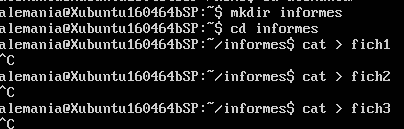 alemania@Xubuntu160464bSP:~$ mkdir informes
alemania@Xubuntu160464bSP:~$ cd informes
alemania@Xubuntu160464bSP:~/informes$ cat > fich1
^C
alemania@Xubuntu160464bSP:~/informes$ cat > fich2
^C
alemania@Xubuntu160464bSP:~/informes$ cat > fich3
^C